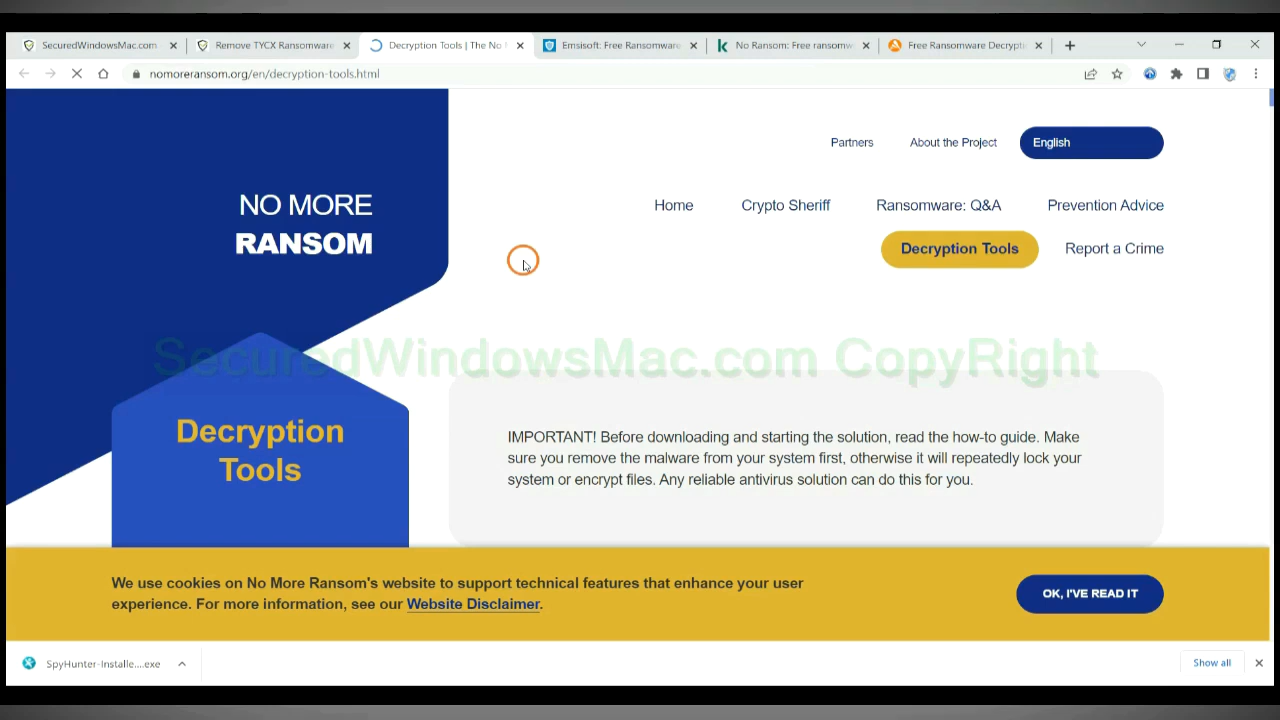 SecuredWindowsMac.com
Remove TYCX Ransomware
Decryption Tools | The No
Emsisoft: Free Ransomware
No Ransom: Free ransomw
Free Ransomware Decrypti
nomoreransom.org/en/decryption-tools.html
Partners
About the Project
English
NO MORE
RANSOM
Home
Crypto Sheriff
Ransomware: Q&A
Prevention Advice
Decryption Tools
Report a Crime
SecuredWindowsMac.com CopyRight
Decryption
Tools
IMPORTANT! Before downloading and starting the solution, read the how-to guide. Make
sure you remove the malware from your system first, otherwise it will repeatedly lock your
system or encrypt files. Any reliable antivirus solution can do this for you.
We use cookies on No More Ransom's website to support technical features that enhance your user
experience. For more information, see our Website Disclaimer.
OK, I'VE READ IT
SpyHunter-Installe....exe
Show all